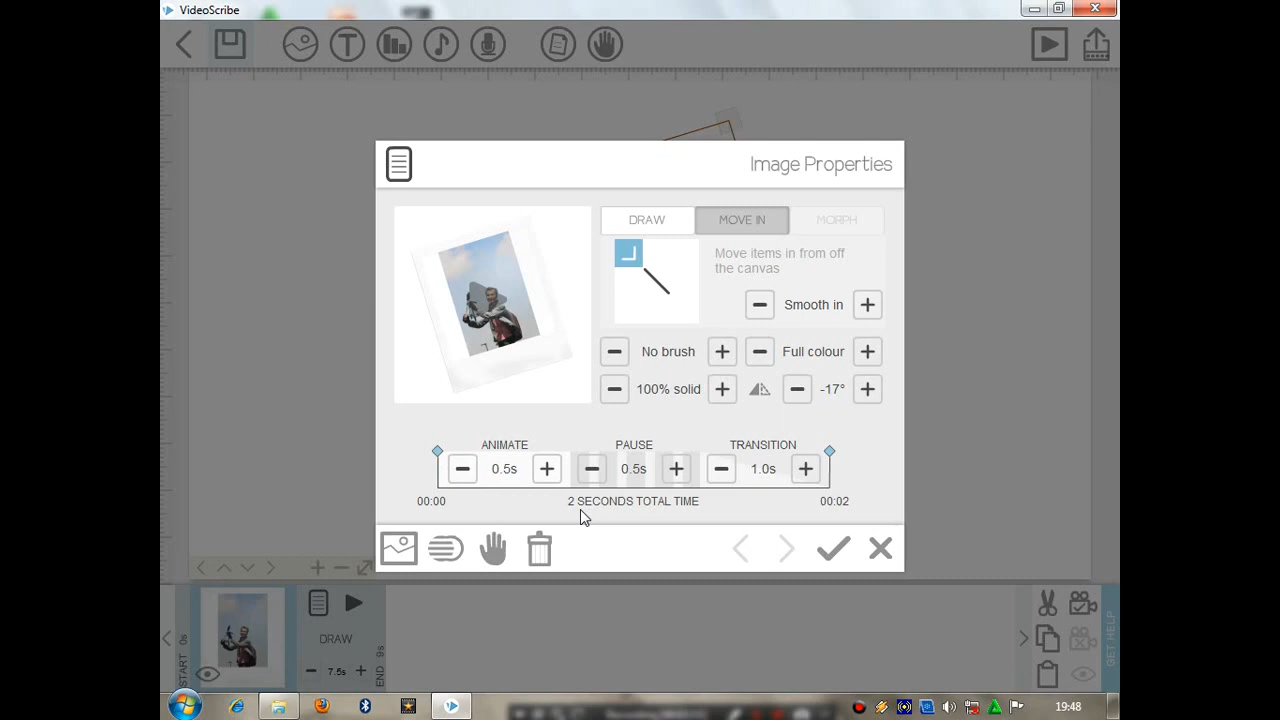 VideoScribe
Image Properties
DRAW MOVE IN MORPH
Move items in from off
the canvas
Smooth in
No brush Full colour
100% solid -17°
ANIMATE PAUSE TRANSITION
0.5s 0.5s 1.0s
00:00 2 SECONDS TOTAL TIME 00:02
START 0s
DRAW
7.5s
END 9s
GET HELP
19:48